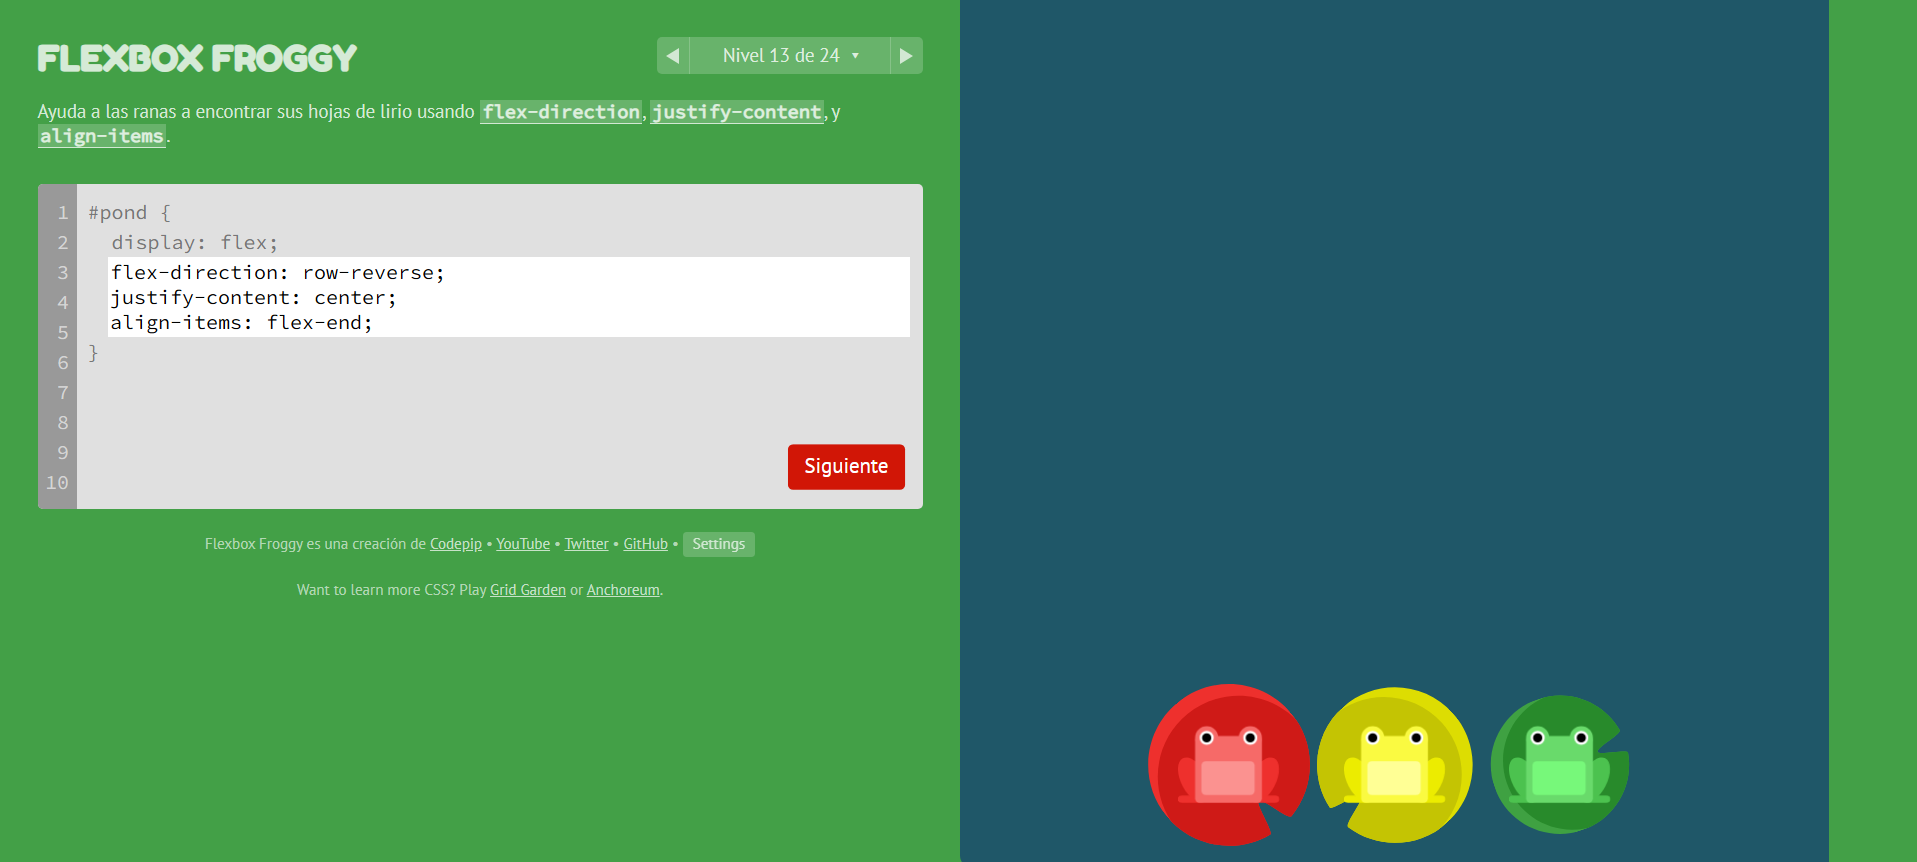 FLEXBOX FROGGY
◀ Nivel 13 de 24 ▾ ▶
Ayuda a las ranas a encontrar sus hojas de lirio usando flex-direction, justify-content, y
align-items.
1 #pond {
2 display: flex;
3 flex-direction: row-reverse;
4 justify-content: center;
5 align-items: flex-end;
6 }
7
8
9
10
Siguiente
Flexbox Froggy es una creación de Codepip • YouTube • Twitter • GitHub • Settings
Want to learn more CSS? Play Grid Garden or Anchoreum.